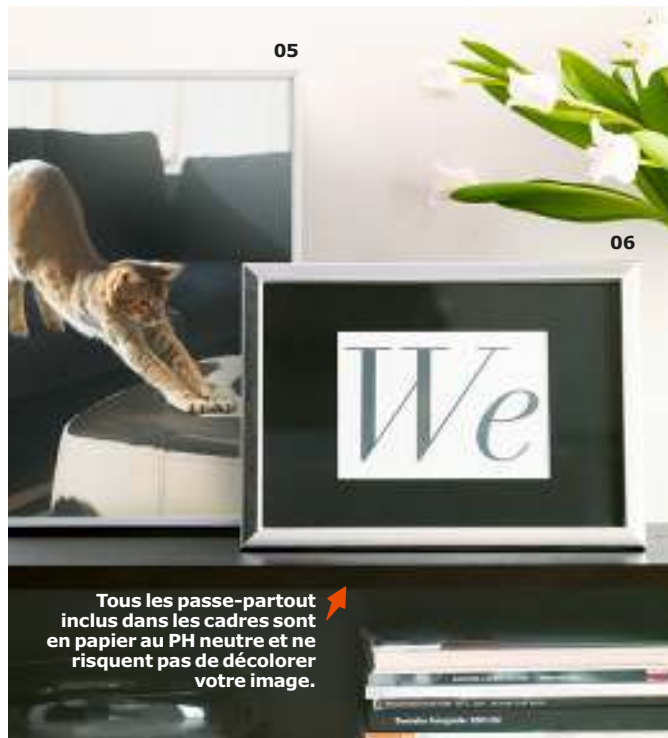 05
06
We
Tous les passe-partout
inclus dans les cadres sont
en papier au PH neutre et ne
risquent pas de décolorer
votre image.